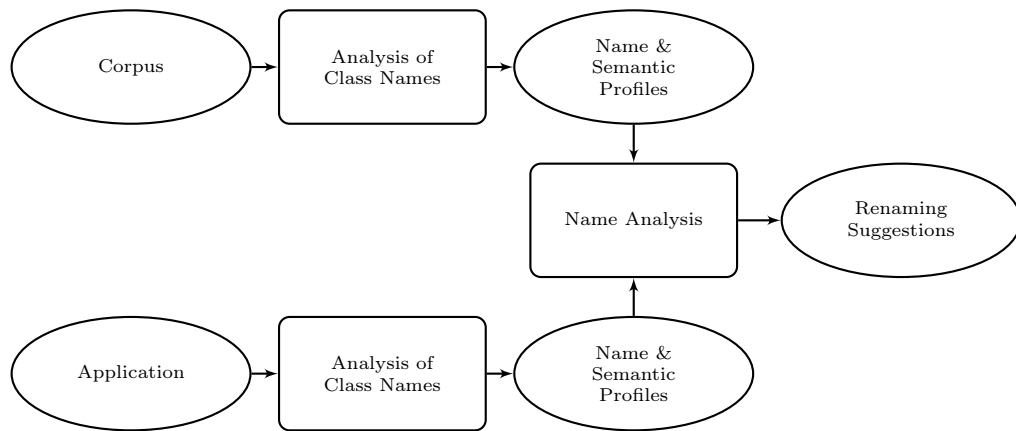 Corpus
Analysis of
Class Names
Name &
Semantic
Profiles
Name Analysis
Renaming
Suggestions
Application
Analysis of
Class Names
Name &
Semantic
Profiles